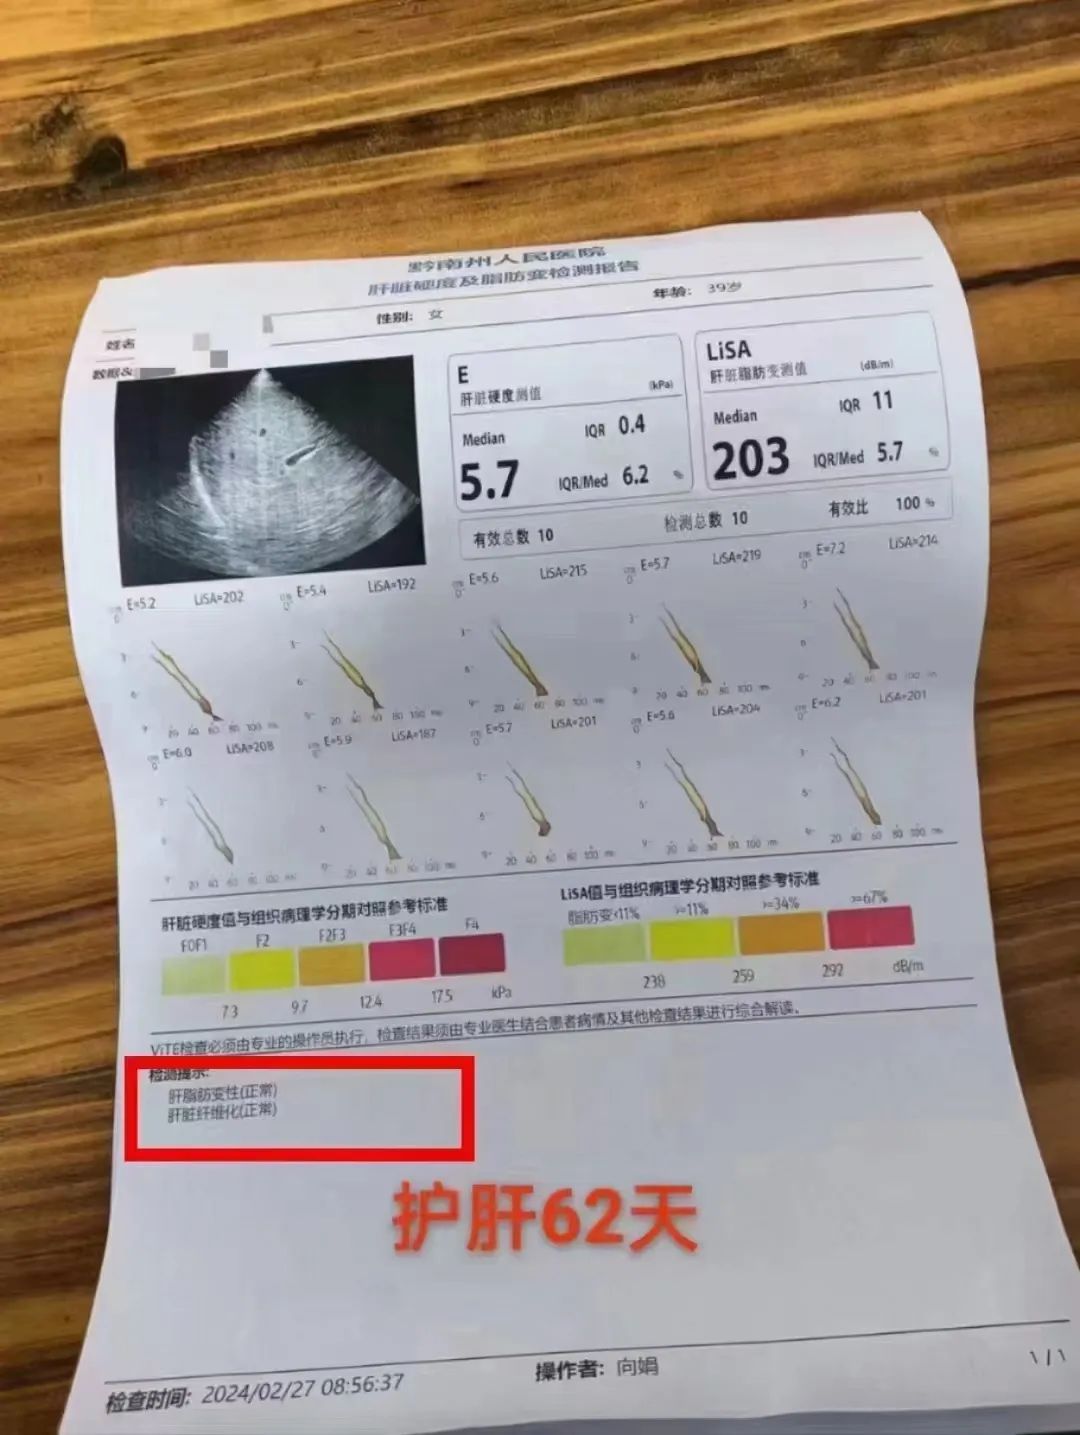 黔南州人民医院
肝脏硬度及脂肪变检测报告
姓名 性别: 女 年龄: 39岁
E
肝脏硬度测值 (kPa)
Median IQR 0.4
5.7 IQR/Med 6.2 %
LiSA
肝脏脂肪变测值 (dB/m)
Median IQR 11
203 IQR/Med 5.7 %
有效总数 10 检测总数 10 有效比 100 %
E=5.2 LiSA=202 E=5.4 LiSA=192 E=5.6 LiSA=215 E=5.7 LiSA=219 E=7.2 LiSA=214
E=6.0 LiSA=208 E=5.9 LiSA=187 E=5.7 LiSA=201 E=5.6 LiSA=204 E=6.2 LiSA=201
肝脏硬度值与组织病理学分期对照参考标准
F0F1 F2 F2F3 F3F4 F4
7.3 9.7 12.4 17.5 kPa
LiSA值与组织病理学分期对照参考标准
脂肪变<11% >=11% >=34% >=67%
238 259 292 dB/m
ViTE检查必须由专业的操作员执行，检查结果须由专业医生结合患者病情及其他检查结果进行综合解读。
检测提示:
肝脂肪变性(正常)
肝脏纤维化(正常)
护肝62天
检查时间: 2024/02/27 08:56:37 操作者: 向娟 1/1